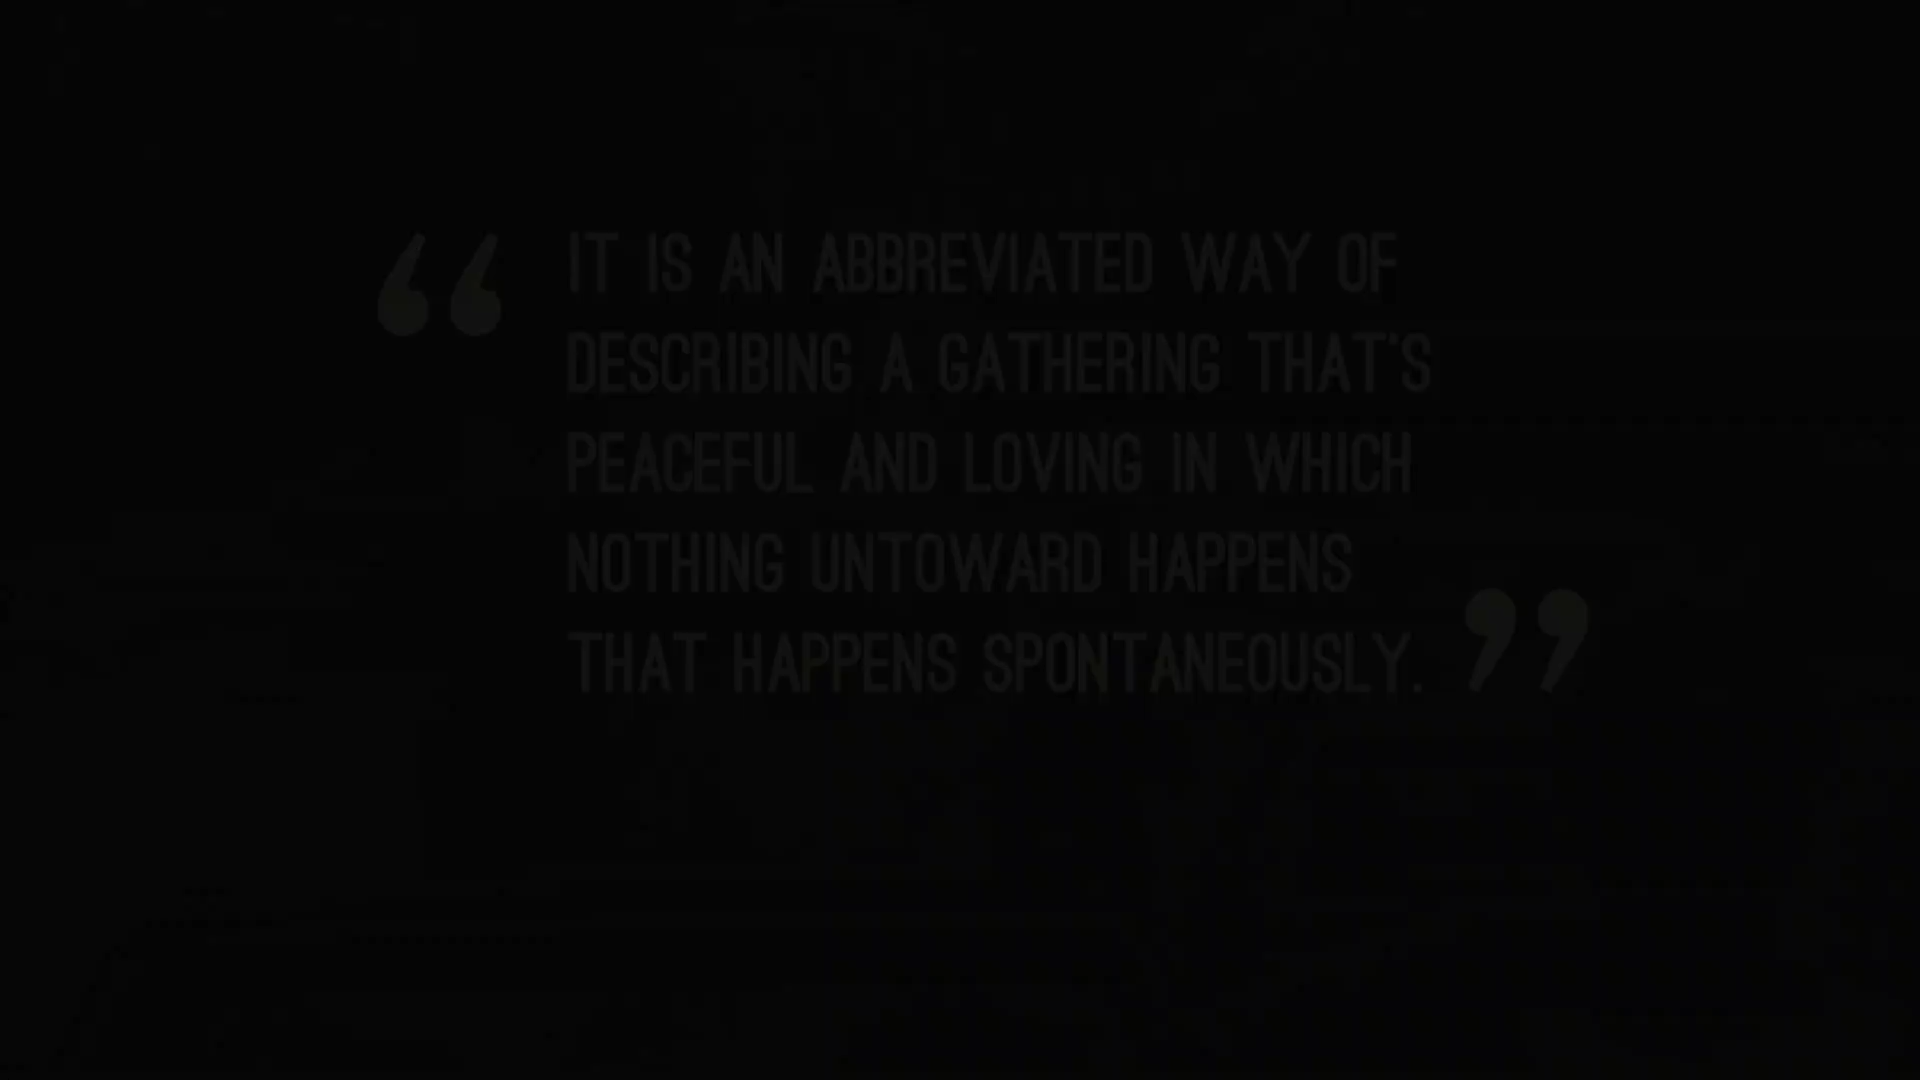 “ IT IS AN ABBREVIATED WAY OF
DESCRIBING A GATHERING THAT'S
PEACEFUL AND LOVING IN WHICH
NOTHING UNTOWARD HAPPENS
THAT HAPPENS SPONTANEOUSLY. ”